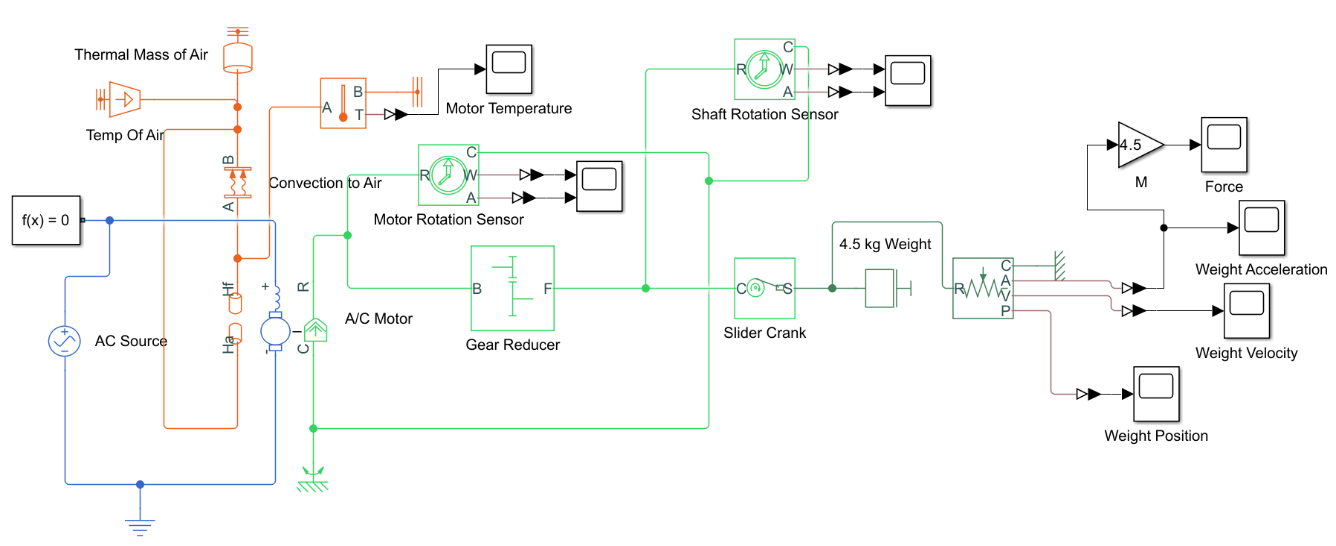 Thermal Mass of Air
Temp Of Air
B
A
Convection to Air
A
B
T
Motor Temperature
R
C
W
A
Motor Rotation Sensor
R
C
W
A
Shaft Rotation Sensor
f(x) = 0
AC Source
Hf
Ha
+
-
R
C
A/C Motor
B
F
Gear Reducer
C
S
Slider Crank
4.5 kg Weight
R
C
A
V
P
4.5
M
Force
Weight Acceleration
Weight Velocity
Weight Position